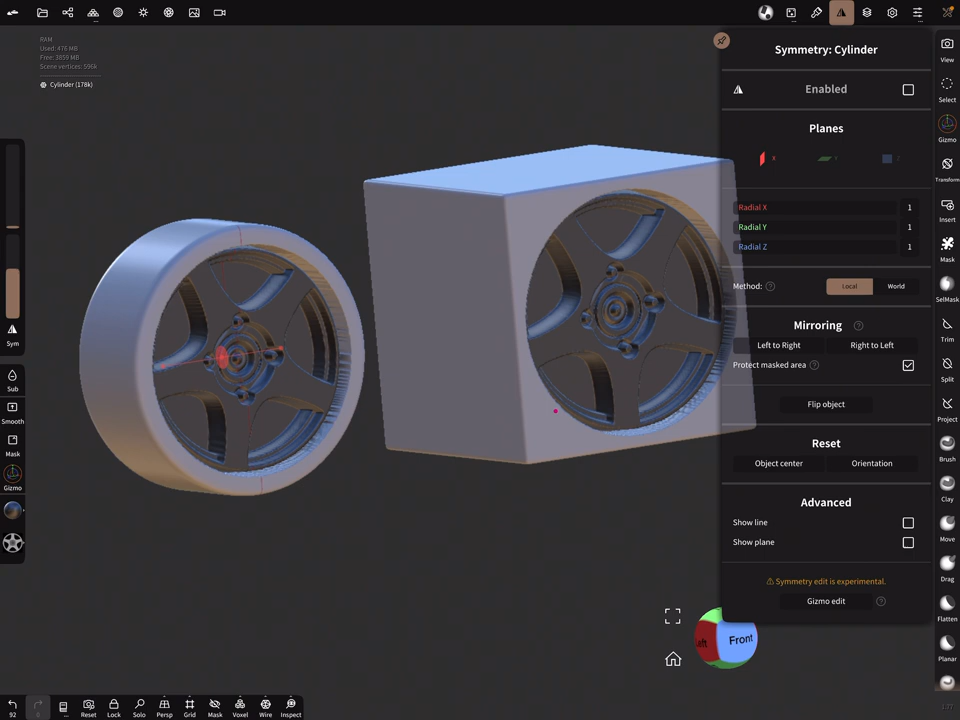 RAM
Used: 476 MB
Free: 3859 MB
Scene vertices: 596k
Cylinder (178k)
Sym
Sub
Smooth
Mask
Gizmo
Symmetry: Cylinder
Enabled
Planes
X
Y
Z
Radial X 1
Radial Y 1
Radial Z 1
Method: ? Local World
Mirroring ?
Left to Right Right to Left
Protect masked area ?
Flip object
Reset
Object center Orientation
Advanced
Show line
Show plane
⚠ Symmetry edit is experimental.
Gizmo edit ?
View
Select
Gizmo
Transform
Insert
Mask
SelMask
Trim
Split
Project
Brush
Clay
Move
Drag
Flatten
Planar
Front
92
0
...
Reset
Lock
Solo
Persp
Grid
Mask
Voxel
Wire
Inspect